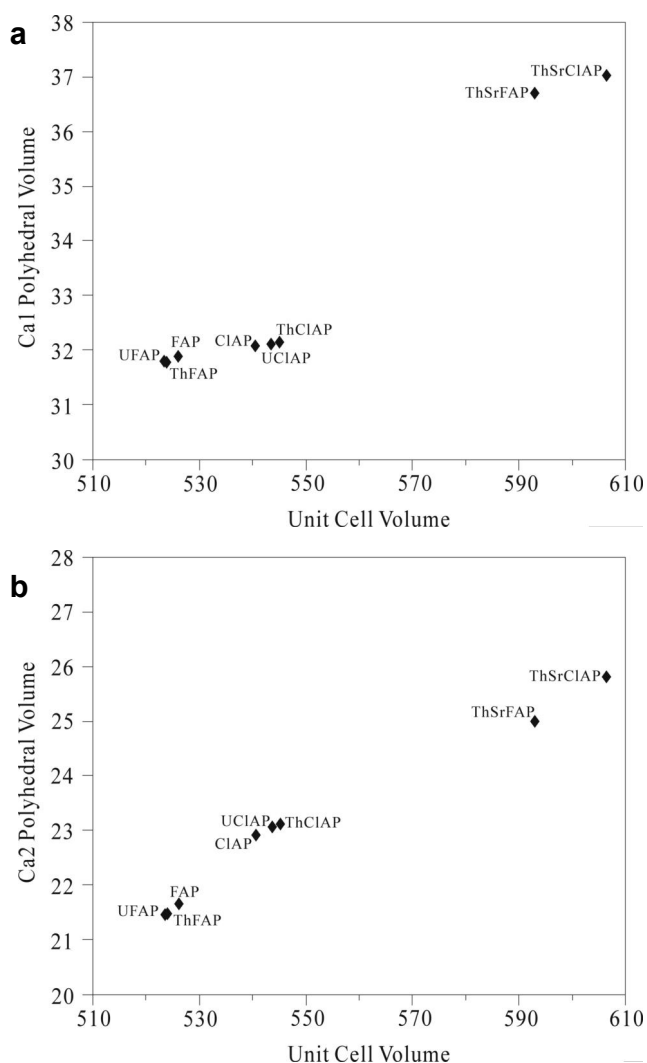 a
38
37
36
35
34
33
32
31
30
Ca1 Polyhedral Volume
ThSrClAP
ThSrFAP
ThClAP
ClAP
UClAP
FAP
UFAP
ThFAP
510 530 550 570 590 610
Unit Cell Volume
b
28
27
26
25
24
23
22
21
20
Ca2 Polyhedral Volume
ThSrClAP
ThSrFAP
UClAP ThClAP
ClAP
FAP
UFAP
ThFAP
510 530 550 570 590 610
Unit Cell Volume